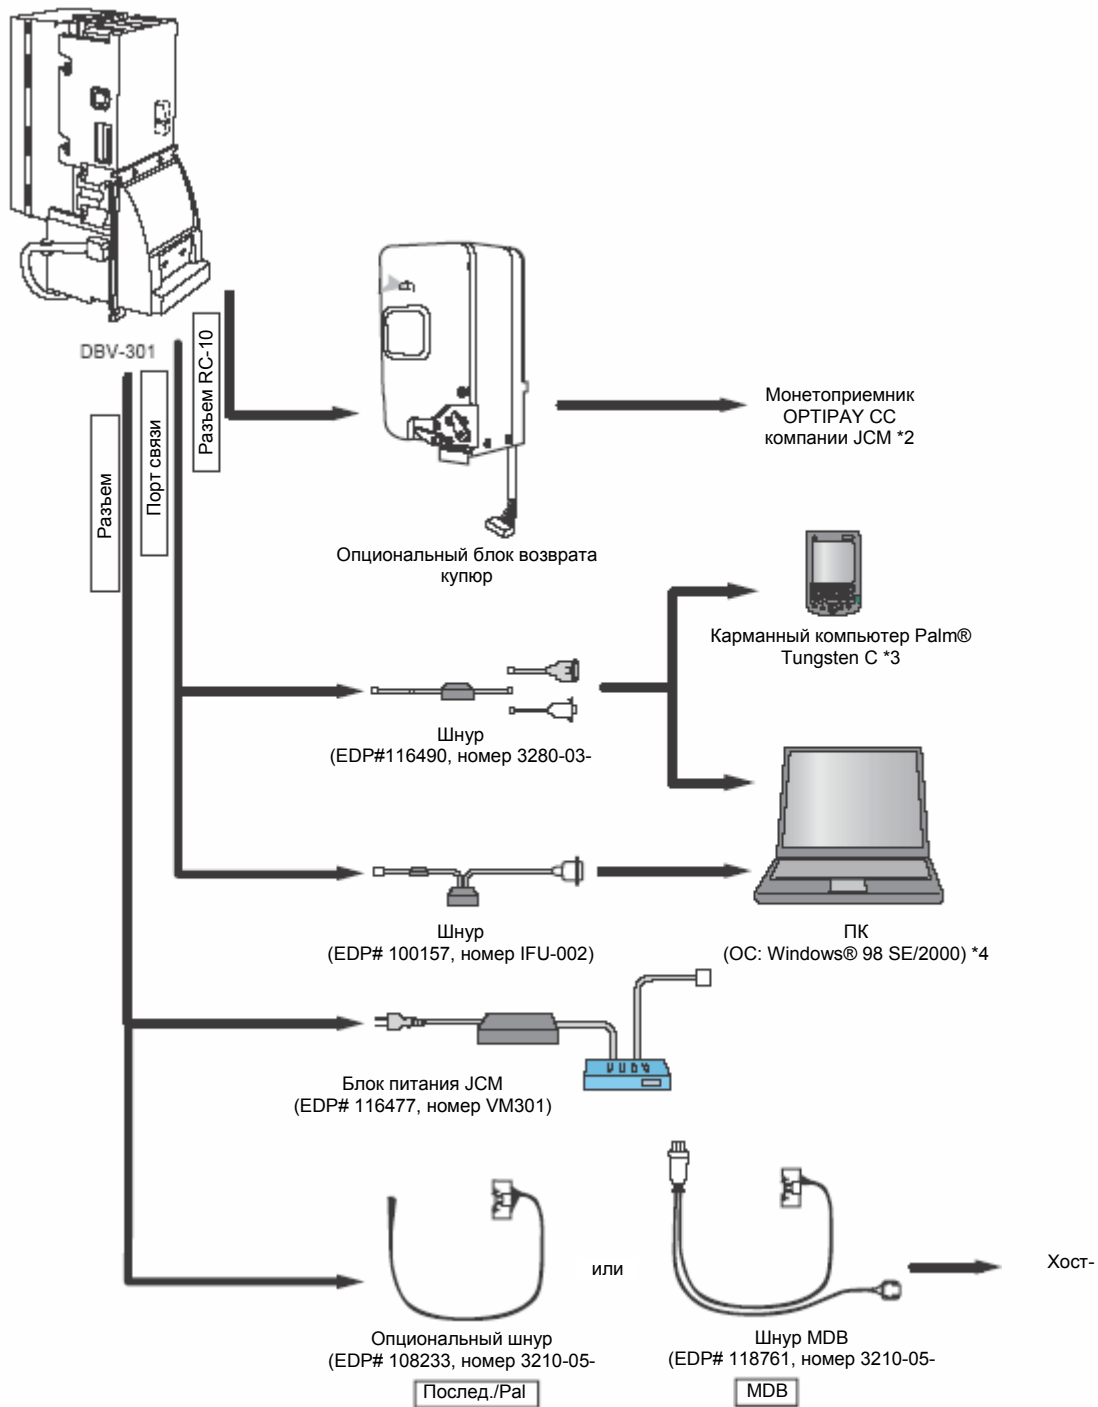 DBV-301
Разъем RC-10
Порт связи
Разъем
Монетоприемник
OPTIPAY CC
компании JCM *2
Опциональный блок возврата
купюр
Карманный компьютер Palm®
Tungsten C *3
Шнур
(EDP#116490, номер 3280-03-
Шнур
(EDP# 100157, номер IFU-002)
ПК
(ОС: Windows® 98 SE/2000) *4
Блок питания JCM
(EDP# 116477, номер VM301)
или
Хост-
Опциональный шнур
(EDP# 108233, номер 3210-05-
Послед./Pal
Шнур MDB
(EDP# 118761, номер 3210-05-
MDB